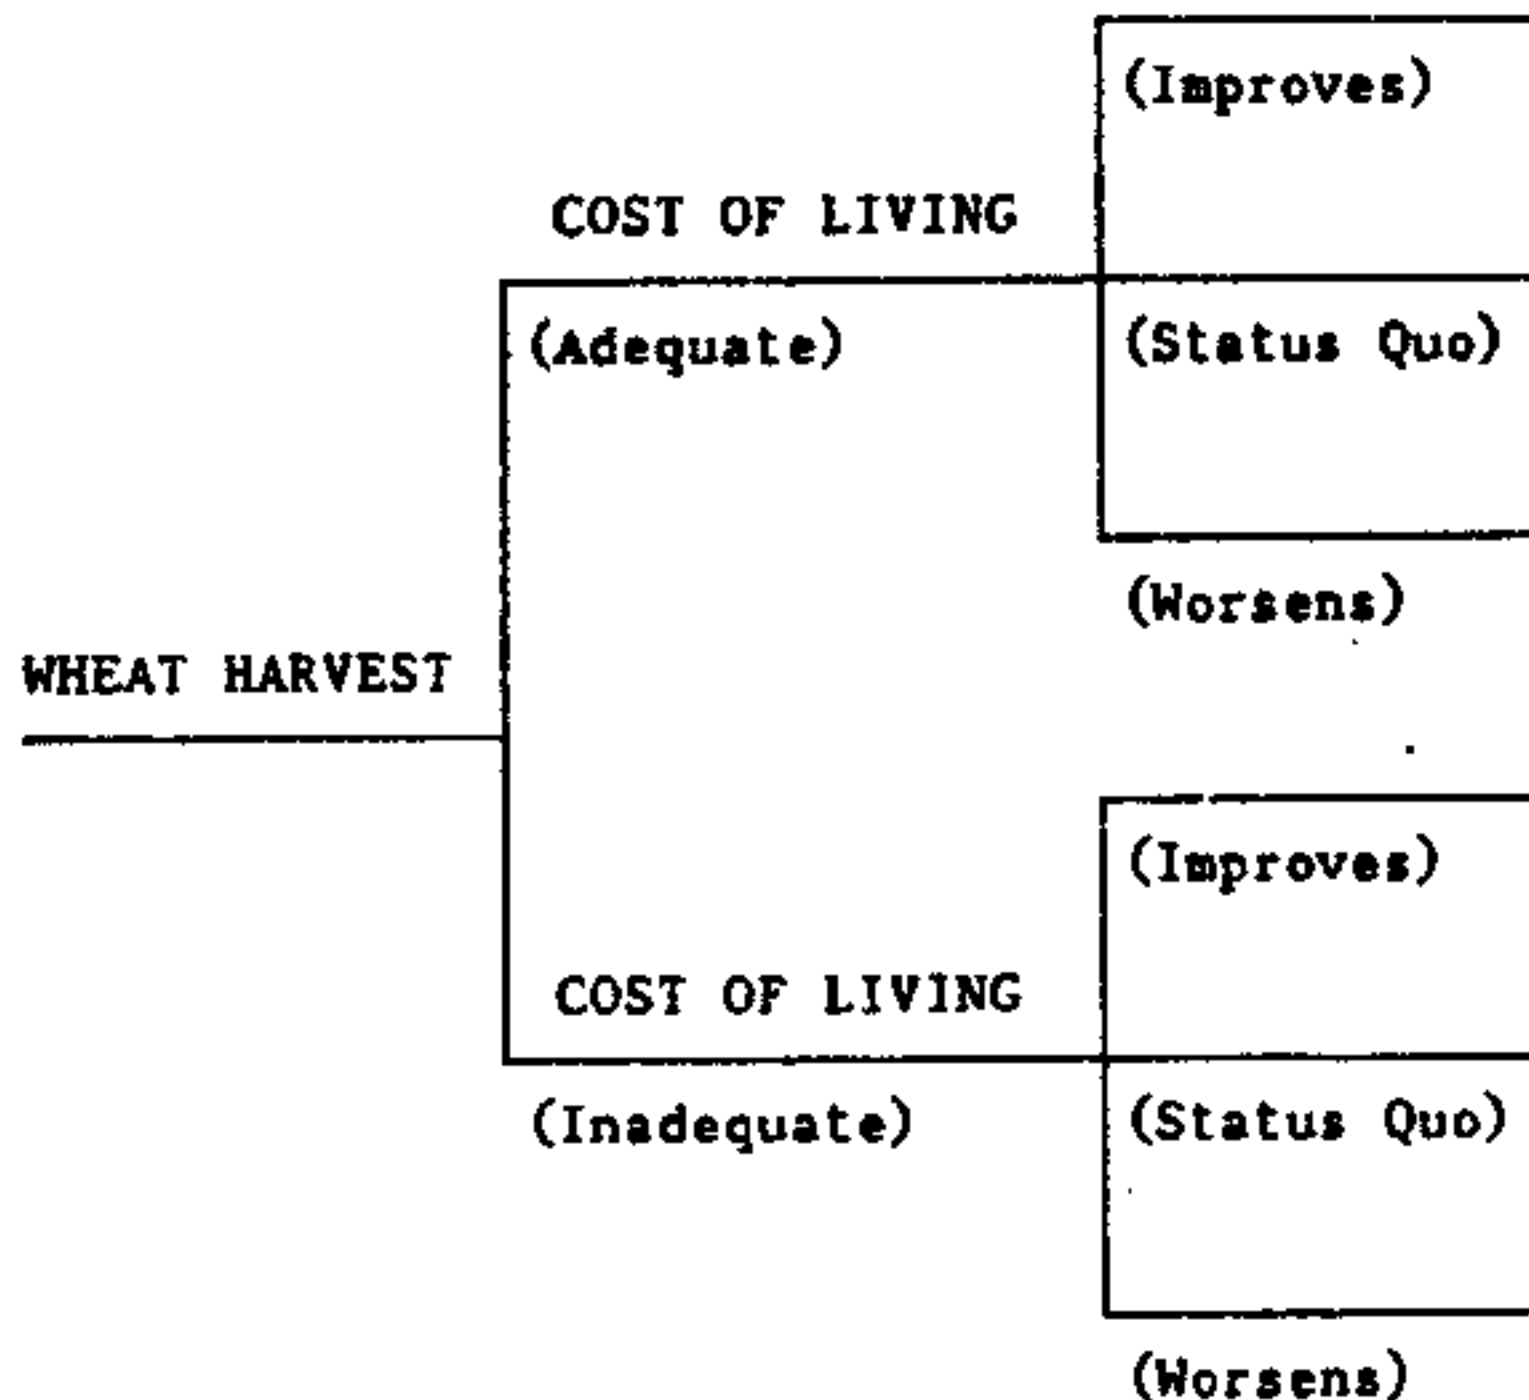 (Improves)
COST OF LIVING
(Adequate)
(Status Quo)
(Worsens)
WHEAT HARVEST
(Improves)
COST OF LIVING
(Inadequate)
(Status Quo)
(Worsens)